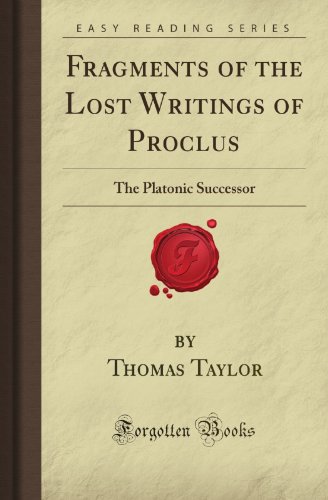 EASY READING SERIES
FRAGMENTS OF THE
LOST WRITINGS OF
PROCLUS
The Platonic Successor
F
by
THOMAS TAYLOR
Forgotten Books